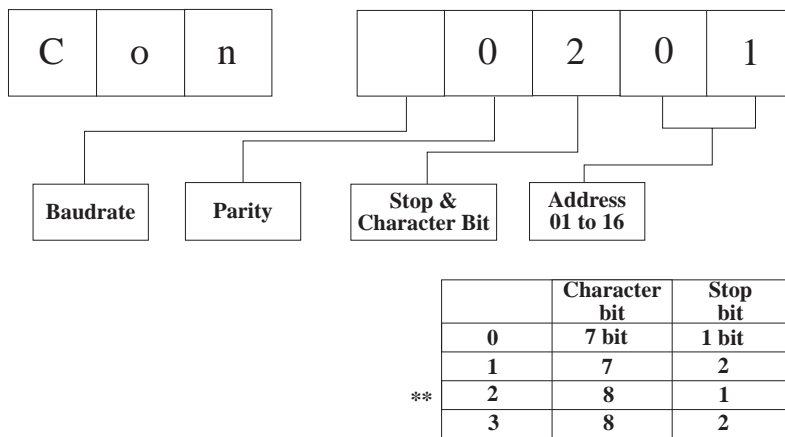 C o n 0 2 0 1
Baudrate
Parity
Stop &
Character Bit
Address
01 to 16
Character
bit
Stop
bit
0 7 bit 1 bit
1 7 2
** 2 8 1
3 8 2